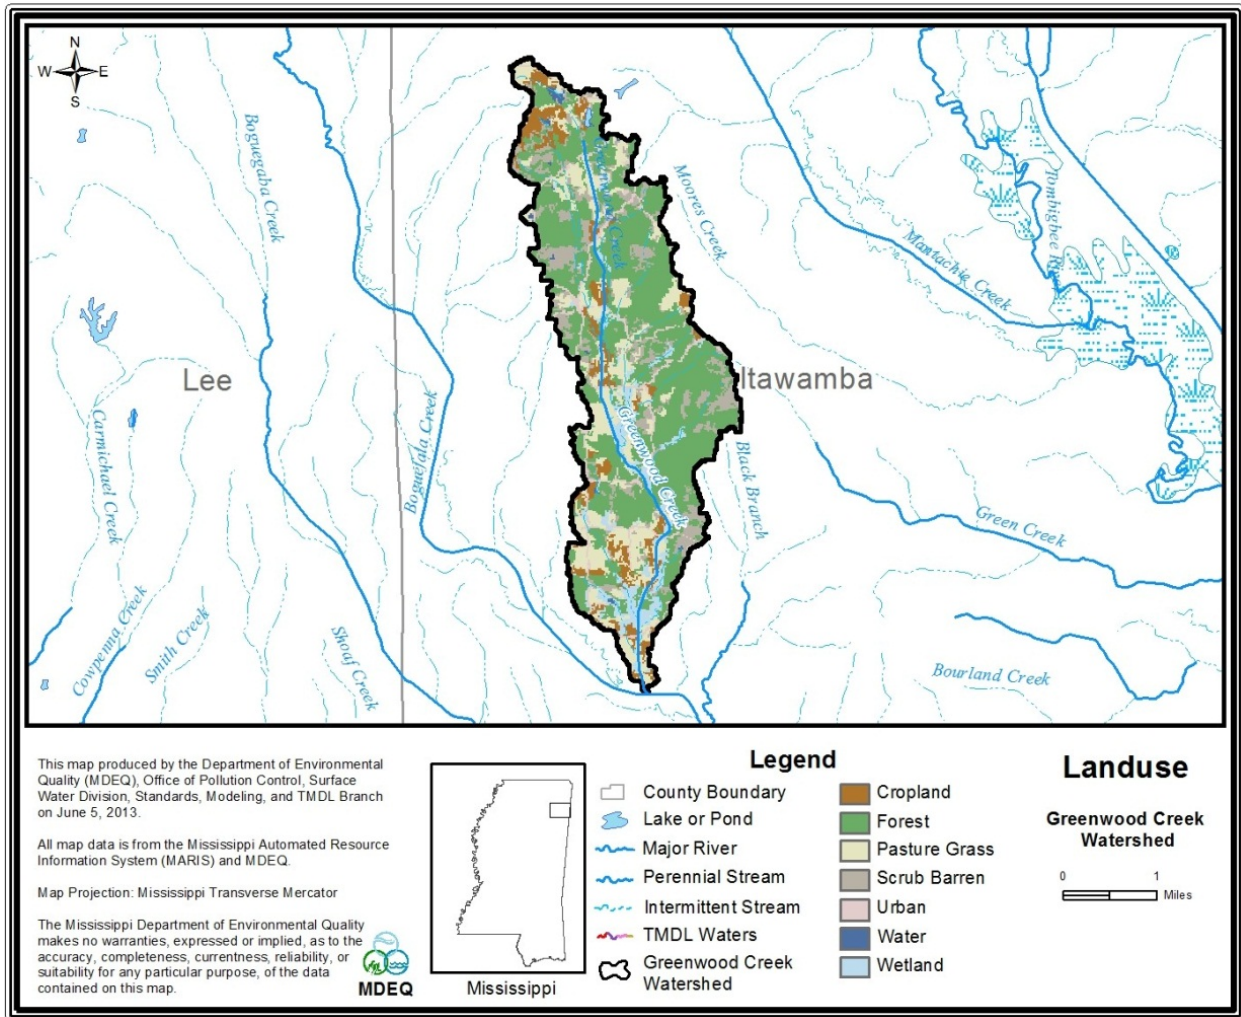 N
W E
S
Boguegaba Creek
Greenwood Creek
Moores Creek
Mantachie Creek
Tombigbee
Lee
Itawamba
Carmichael Creek
Boguefala Creek
Greenwood Creek
Black Branch
Green Creek
Cowpenna Creek
Smith Creek
Shoaf Creek
Bourland Creek
This map produced by the Department of Environmental
Quality (MDEQ), Office of Pollution Control, Surface
Water Division, Standards, Modeling, and TMDL Branch
on June 5, 2013.
All map data is from the Mississippi Automated Resource
Information System (MARIS) and MDEQ.
Map Projection: Mississippi Transverse Mercator
The Mississippi Department of Environmental Quality
makes no warranties, expressed or implied, as to the
accuracy, completeness, currentness, reliability, or
suitability for any particular purpose, of the data
contained on this map.
MDEQ
Mississippi
Legend
County Boundary
Lake or Pond
Major River
Perennial Stream
Intermittent Stream
TMDL Waters
Greenwood Creek
Watershed
Cropland
Forest
Pasture Grass
Scrub Barren
Urban
Water
Wetland
Landuse
Greenwood Creek
Watershed
0 1
Miles